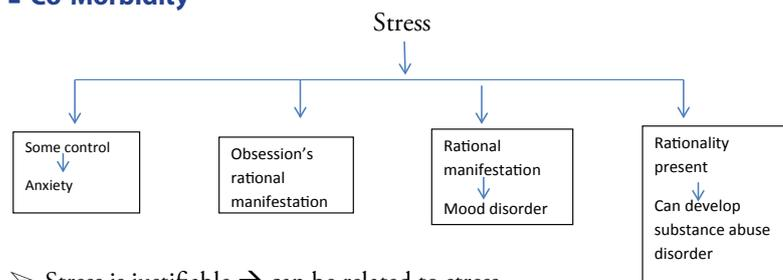 Co-Morbidity
Stress
Some control
Anxiety
Obsession's
rational
manifestation
Rational
manifestation
Mood disorder
Rationality
present
Can develop
substance abuse
disorder
➢ Stress is justifiable → can be related to stress